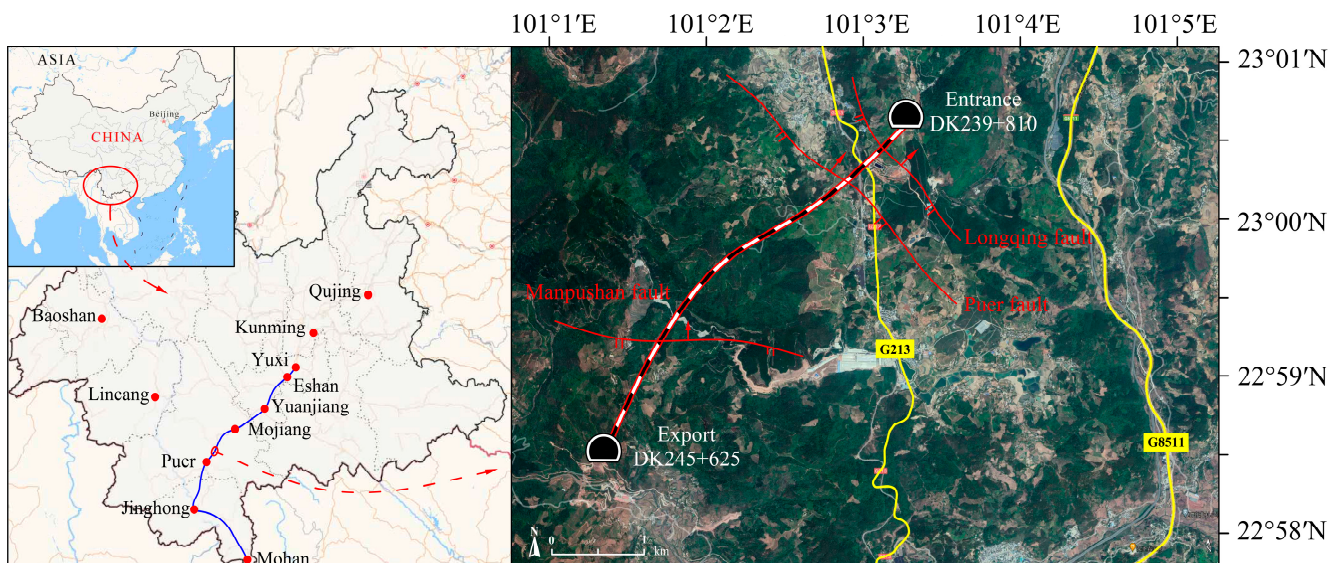 ASIA
Beijing
CHINA
Qujing
Baoshan
Kunming
Yuxi
Eshan
Lincang
Yuanjiang
Mojiang
Pucr
Jinghong
Mohan
101°1′E
101°2′E
101°3′E
101°4′E
101°5′E
23°01′N
23°00′N
22°59′N
22°58′N
Entrance
DK239+810
Longqing fault
Manpushan fault
Puer fault
G213
Export
DK245+625
G8511
N
0 1
km